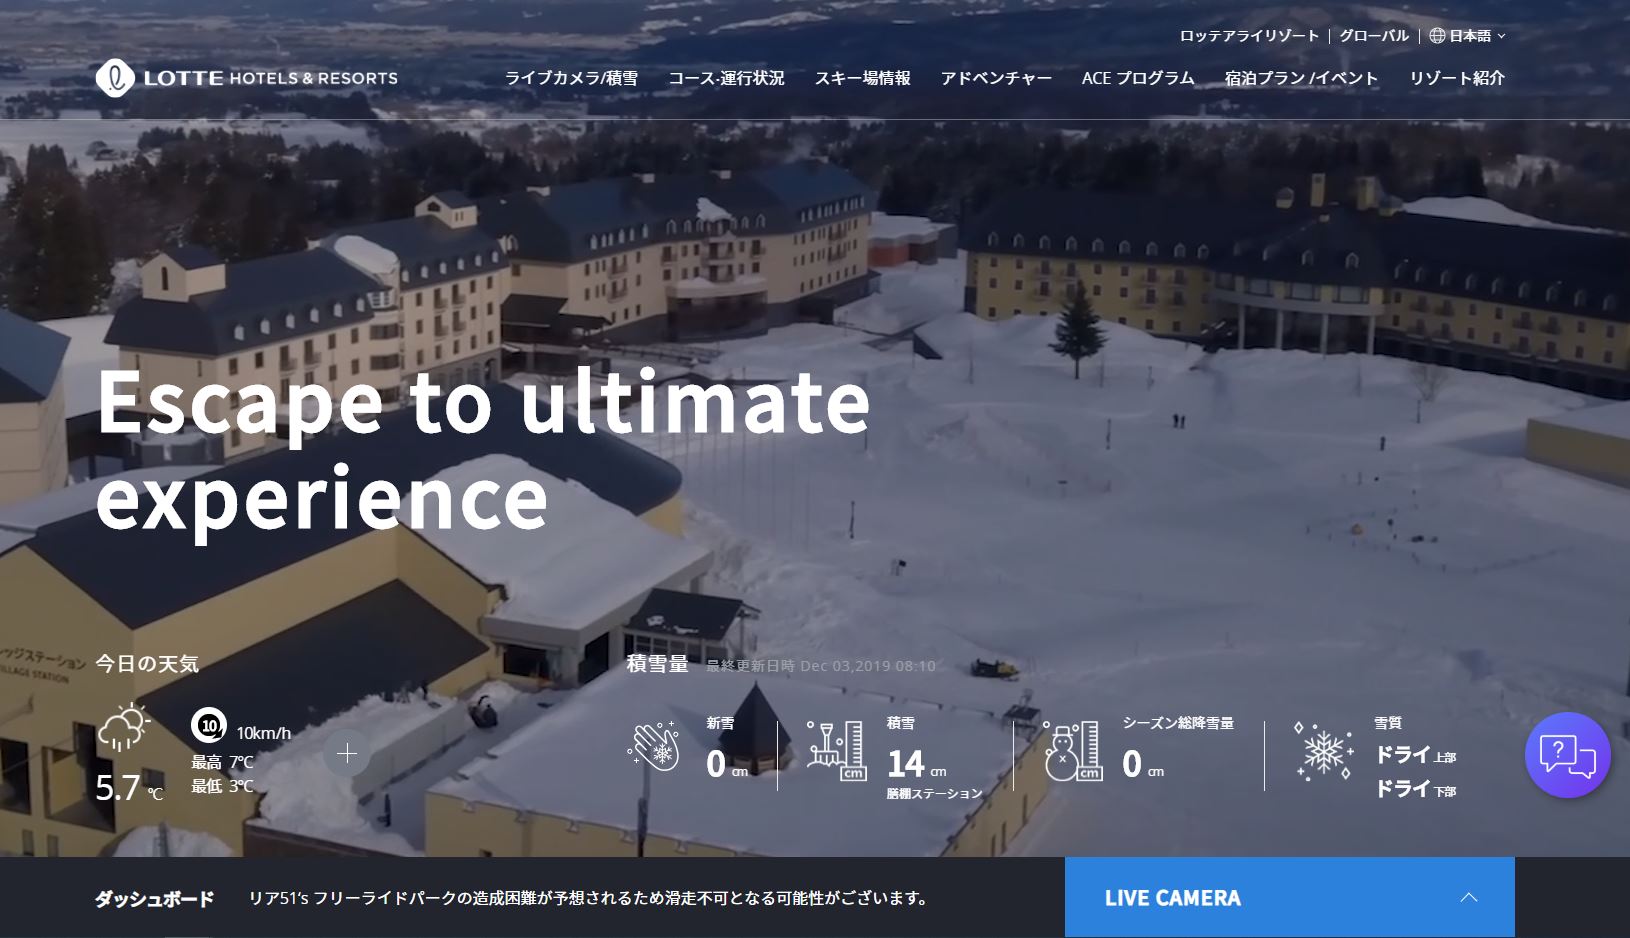 ロッテアライリゾート
グローバル
日本語
LOTTE HOTELS & RESORTS
ライブカメラ/積雪
コース·運行状況
スキー場情報
アドベンチャー
ACE プログラム
宿泊プラン /イベント
リゾート紹介
Escape to ultimate
experience
レッジステーション
VILLAGE STATION
今日の天気
10
10km/h
最高 7℃
最低 3℃
5.7 ℃
積雪量 最終更新日時 Dec 03,2019 08:10
新雪
0 cm
cm
積雪
14 cm
膳棚ステーション
cm
シーズン総降雪量
0 cm
雪質
ドライ 上部
ドライ 下部
?
ダッシュボード
リア51‘s フリーライドパークの造成困難が予想されるため滑走不可となる可能性がございます。
LIVE CAMERA